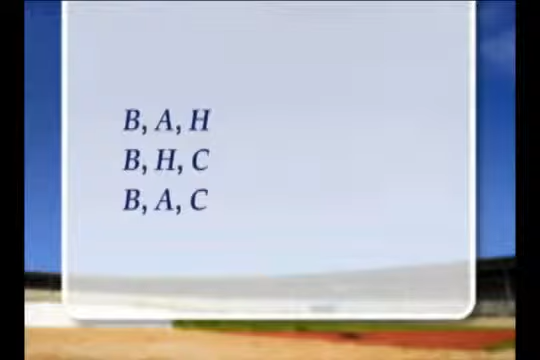 B, A, H
B, H, C
B, A, C